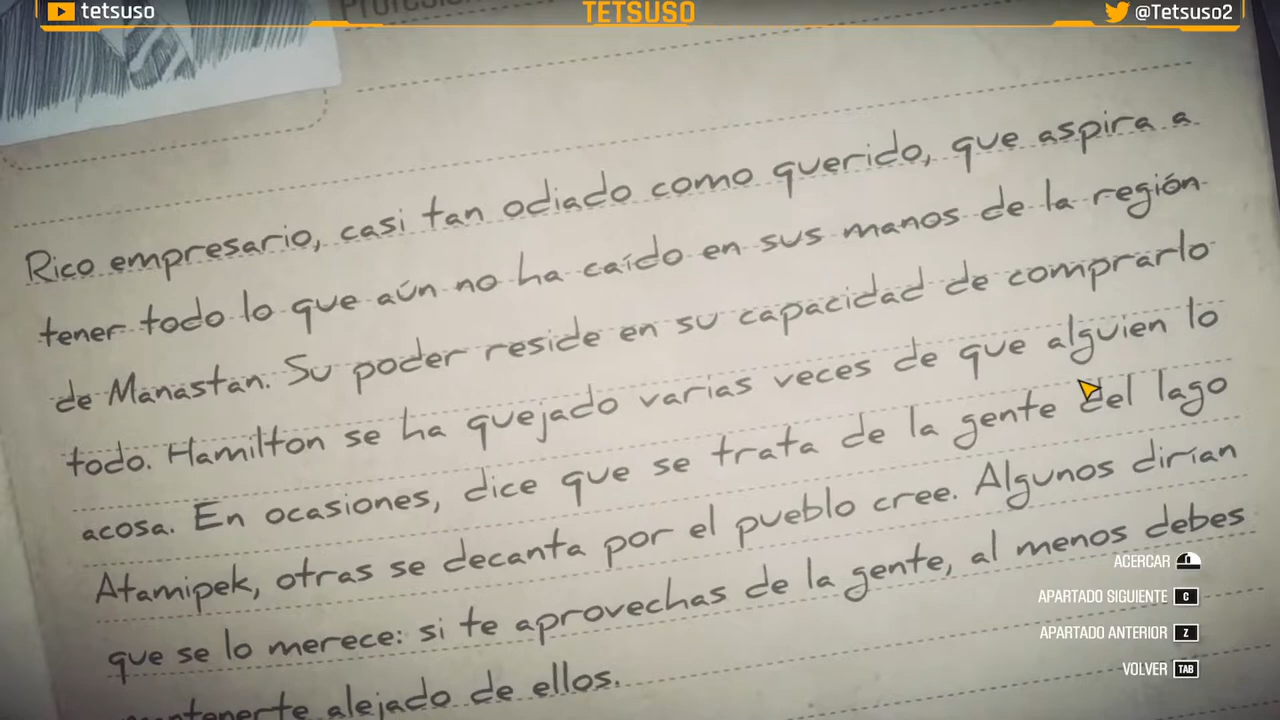 tetsuso
TETSUSO
@Tetsuso2
Rico empresario, casi tan odiado como querido, que aspira a
tener todo lo que aún no ha caído en sus manos de la región
de Manastan. Su poder reside en su capacidad de comprarlo
todo. Hamilton se ha quejado varias veces de que alguien lo
acosa. En ocasiones, dice que se trata de la gente del lago
Atamipek, otras se decanta por el pueblo cree. Algunos dirían
que se lo merece: si te aprovechas de la gente, al menos debes
mantenerte alejado de ellos.
ACERCAR
APARTADO SIGUIENTE C
APARTADO ANTERIOR Z
VOLVER TAB